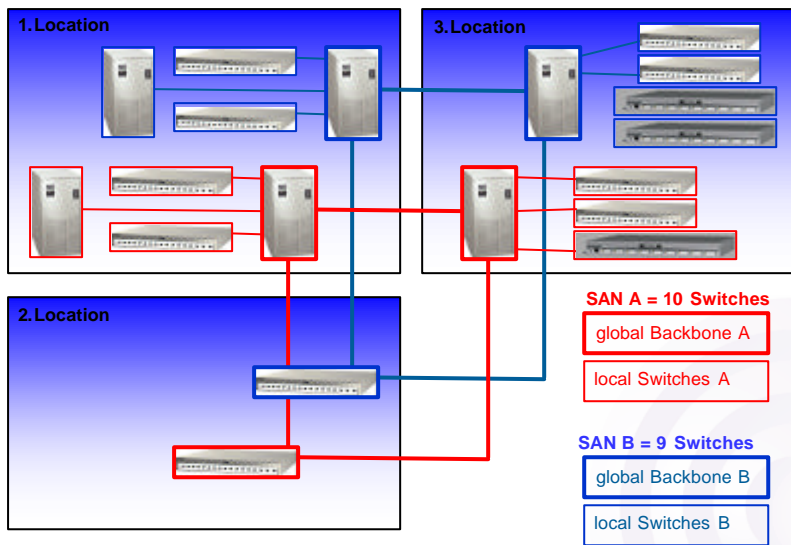 1.Location
3.Location
2.Location
SAN A = 10 Switches
global Backbone A
local Switches A
SAN B = 9 Switches
global Backbone B
local Switches B